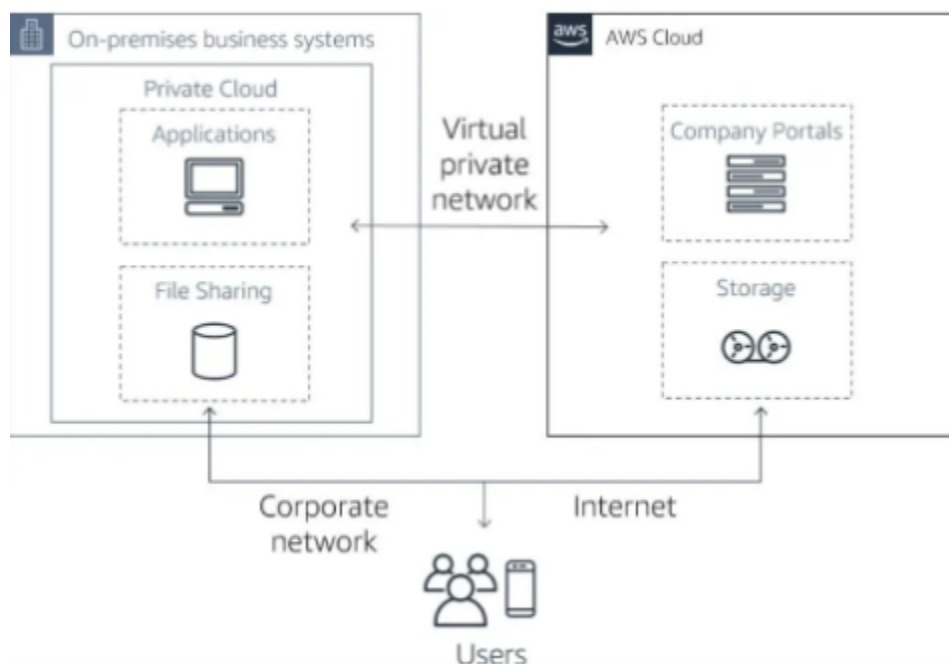 On-premises business systems
aws
AWS Cloud
Private Cloud
Applications
File Sharing
Virtual
private
network
Company Portals
Storage
Corporate
network
Internet
Users